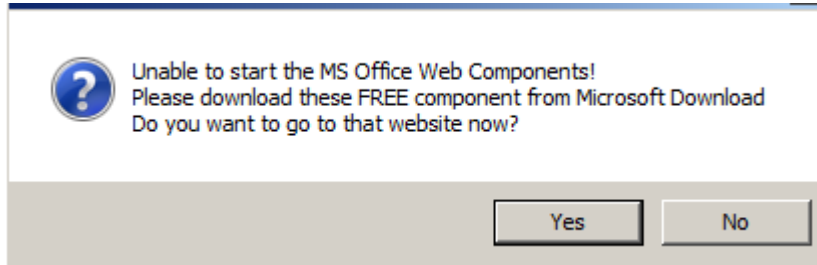 Unable to start the MS Office Web Components!
Please download these FREE component from Microsoft Download
Do you want to go to that website now?
Yes No